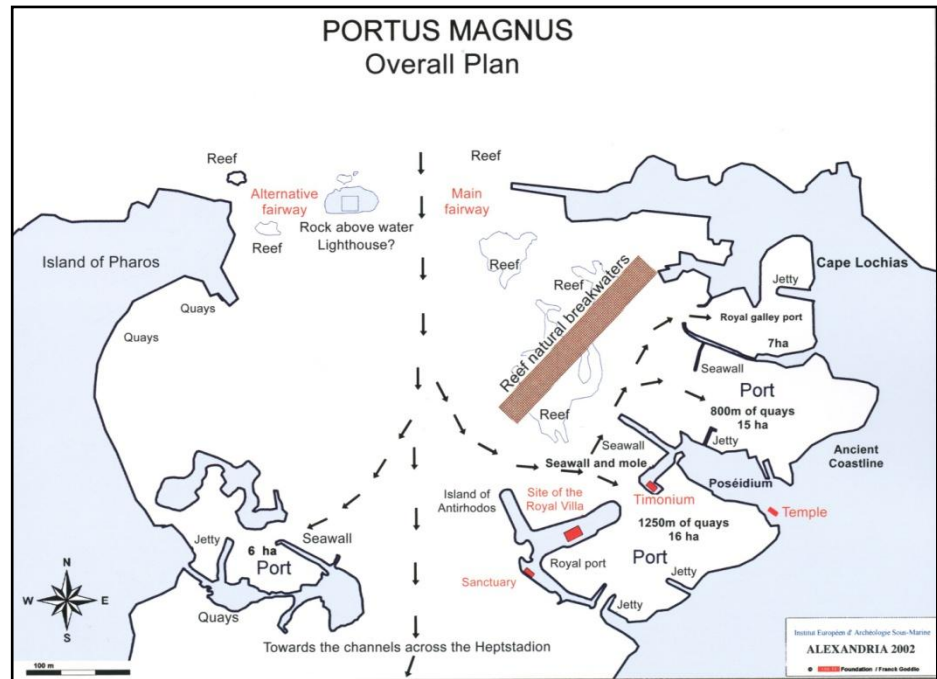 PORTUS MAGNUS
Overall Plan
Reef
Reef
Alternative
fairway
Main
fairway
Rock above water
Lighthouse?
Reef
Reef
Reef
Island of Pharos
Cape Lochias
Jetty
Quays
Quays
Reef natural breakwaters
Royal galley port
7ha
Seawall
Port
800m of quays
15 ha
Reef
Seawall
Jetty
Ancient
Coastline
Seawall and mole
Poséidium
Timonium
Temple
Island of
Antirhodos
Site of the
Royal Villa
1250m of quays
16 ha
Port
Jetty
Seawall
6 ha
Port
Royal port
Jetty
Sanctuary
Quays
Jetty
N
W
E
S
100 m
Towards the channels across the Heptstadion
Institut Européen d' Archéologie Sous-Marine
ALEXANDRIA 2002
Foundation / Franck Goddio